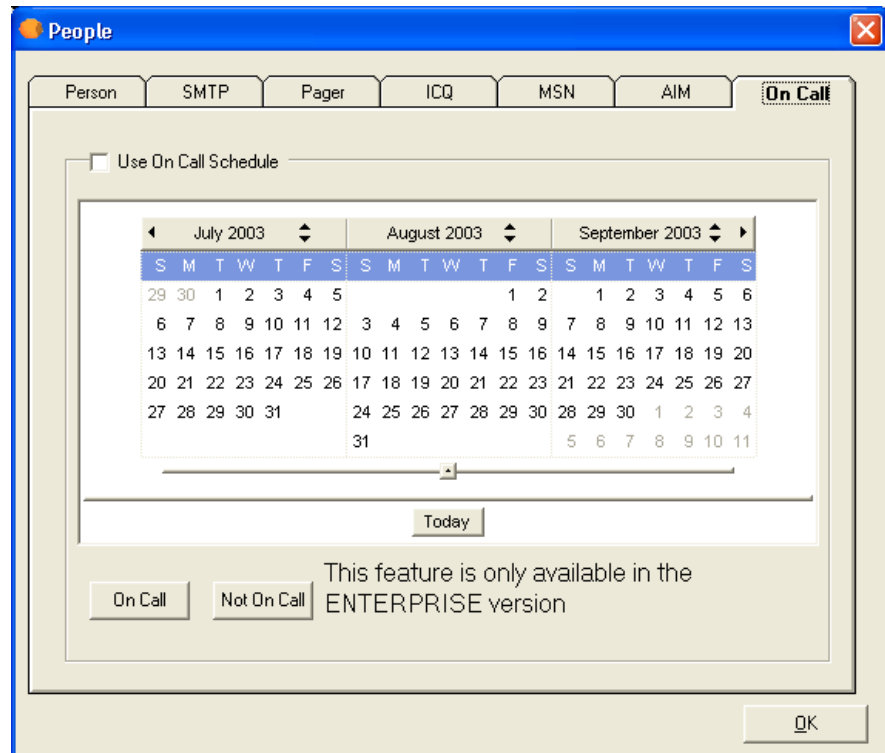 People
Person SMTP Pager ICQ MSN AIM On Call
Use On Call Schedule
July 2003 August 2003 September 2003
S M T W T F S S M T W T F S S M T W T F S
29 30 1 2 3 4 5 1 2 1 2 3 4 5 6
6 7 8 9 10 11 12 3 4 5 6 7 8 9 7 8 9 10 11 12 13
13 14 15 16 17 18 19 10 11 12 13 14 15 16 14 15 16 17 18 19 20
20 21 22 23 24 25 26 17 18 19 20 21 22 23 21 22 23 24 25 26 27
27 28 29 30 31 24 25 26 27 28 29 30 28 29 30 1 2 3 4
31 5 6 7 8 9 10 11
Today
On Call Not On Call This feature is only available in the
ENTERPRISE version
OK